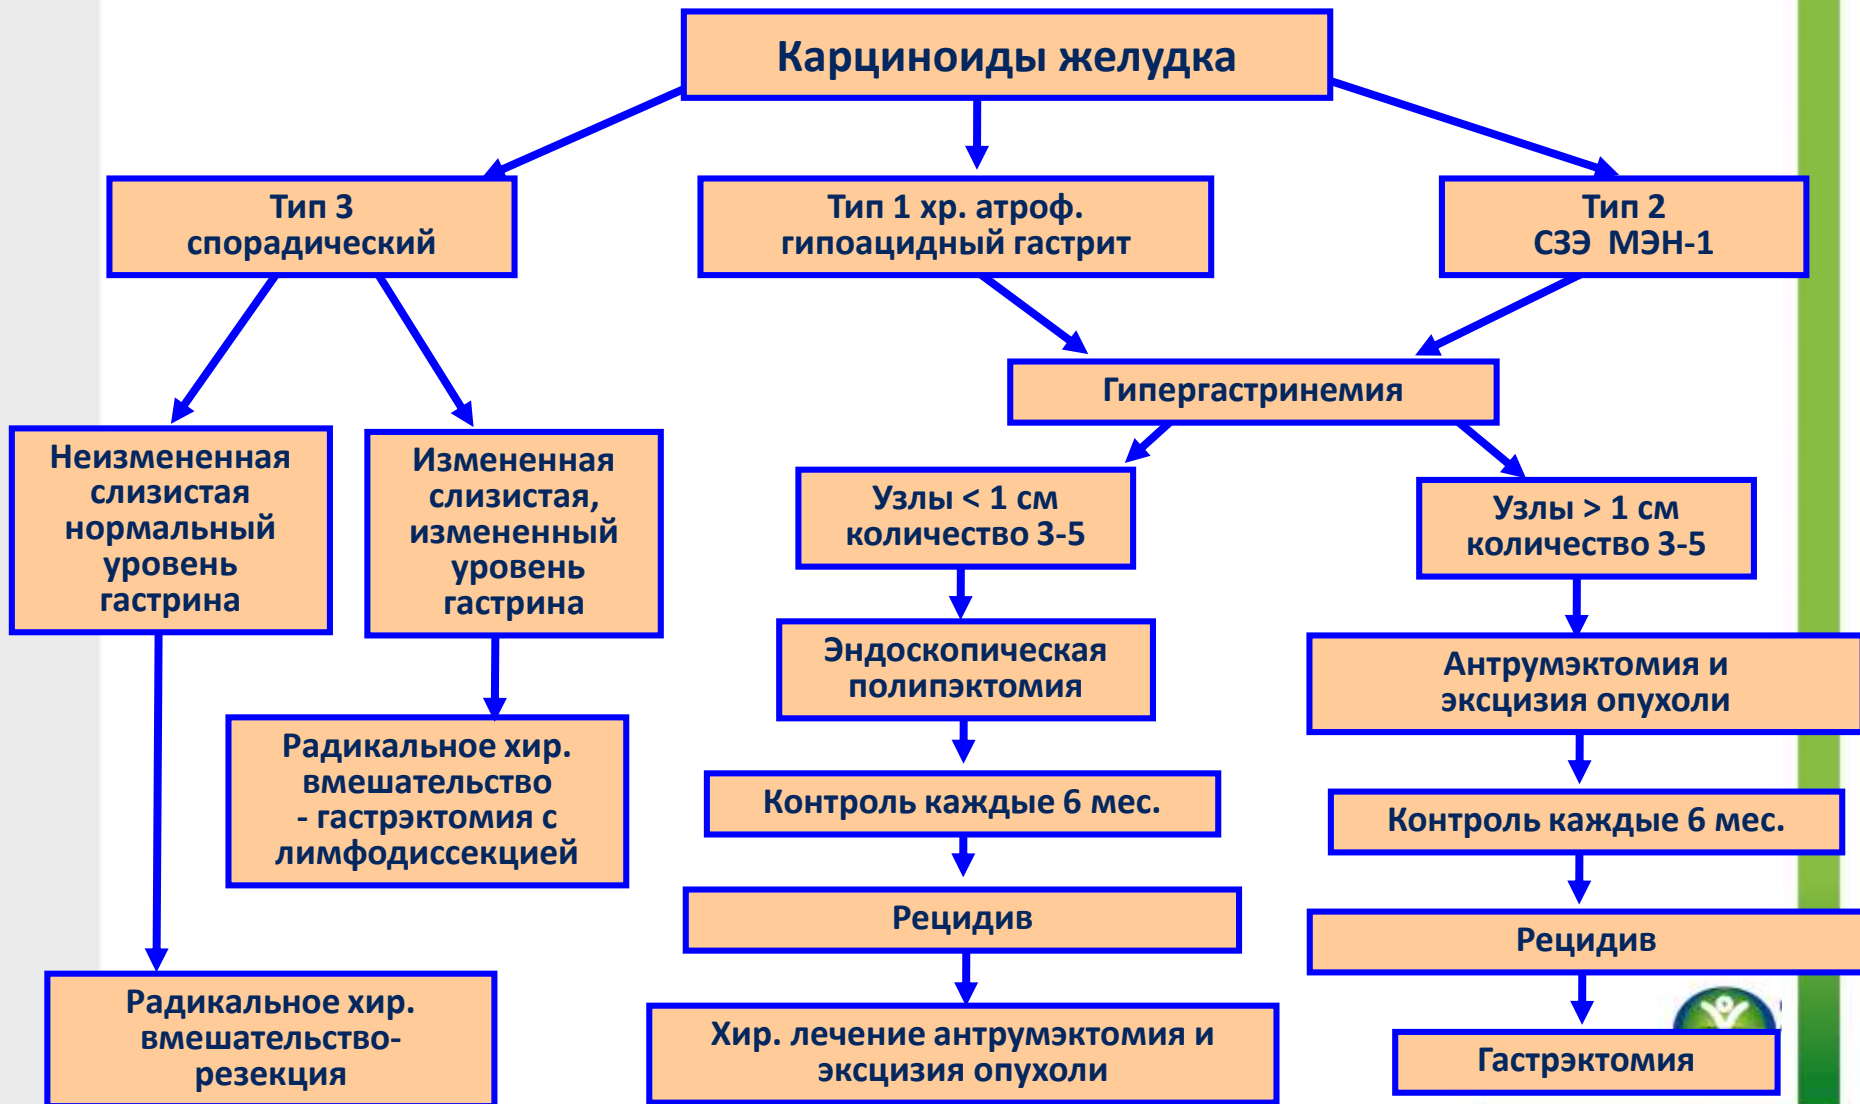 Карциноиды желудка
Тип 3
спорадический
Тип 1 хр. атроф.
гипоацидный гастрит
Тип 2
СЗЭ МЭН-1
Гипергастринемия
Неизмененная
слизистая
нормальный
уровень
гастрина
Измененная
слизистая,
измененный
уровень
гастрина
Узлы < 1 см
количество 3-5
Узлы > 1 см
количество 3-5
Эндоскопическая
полипэктомия
Антрумэктомия и
эксцизия опухоли
Радикальное хир.
вмешательство
- гастрэктомия с
лимфодиссекцией
Контроль каждые 6 мес.
Контроль каждые 6 мес.
Рецидив
Рецидив
Радикальное хир.
вмешательство-
резекция
Хир. лечение антрумэктомия и
эксцизия опухоли
Гастрэктомия